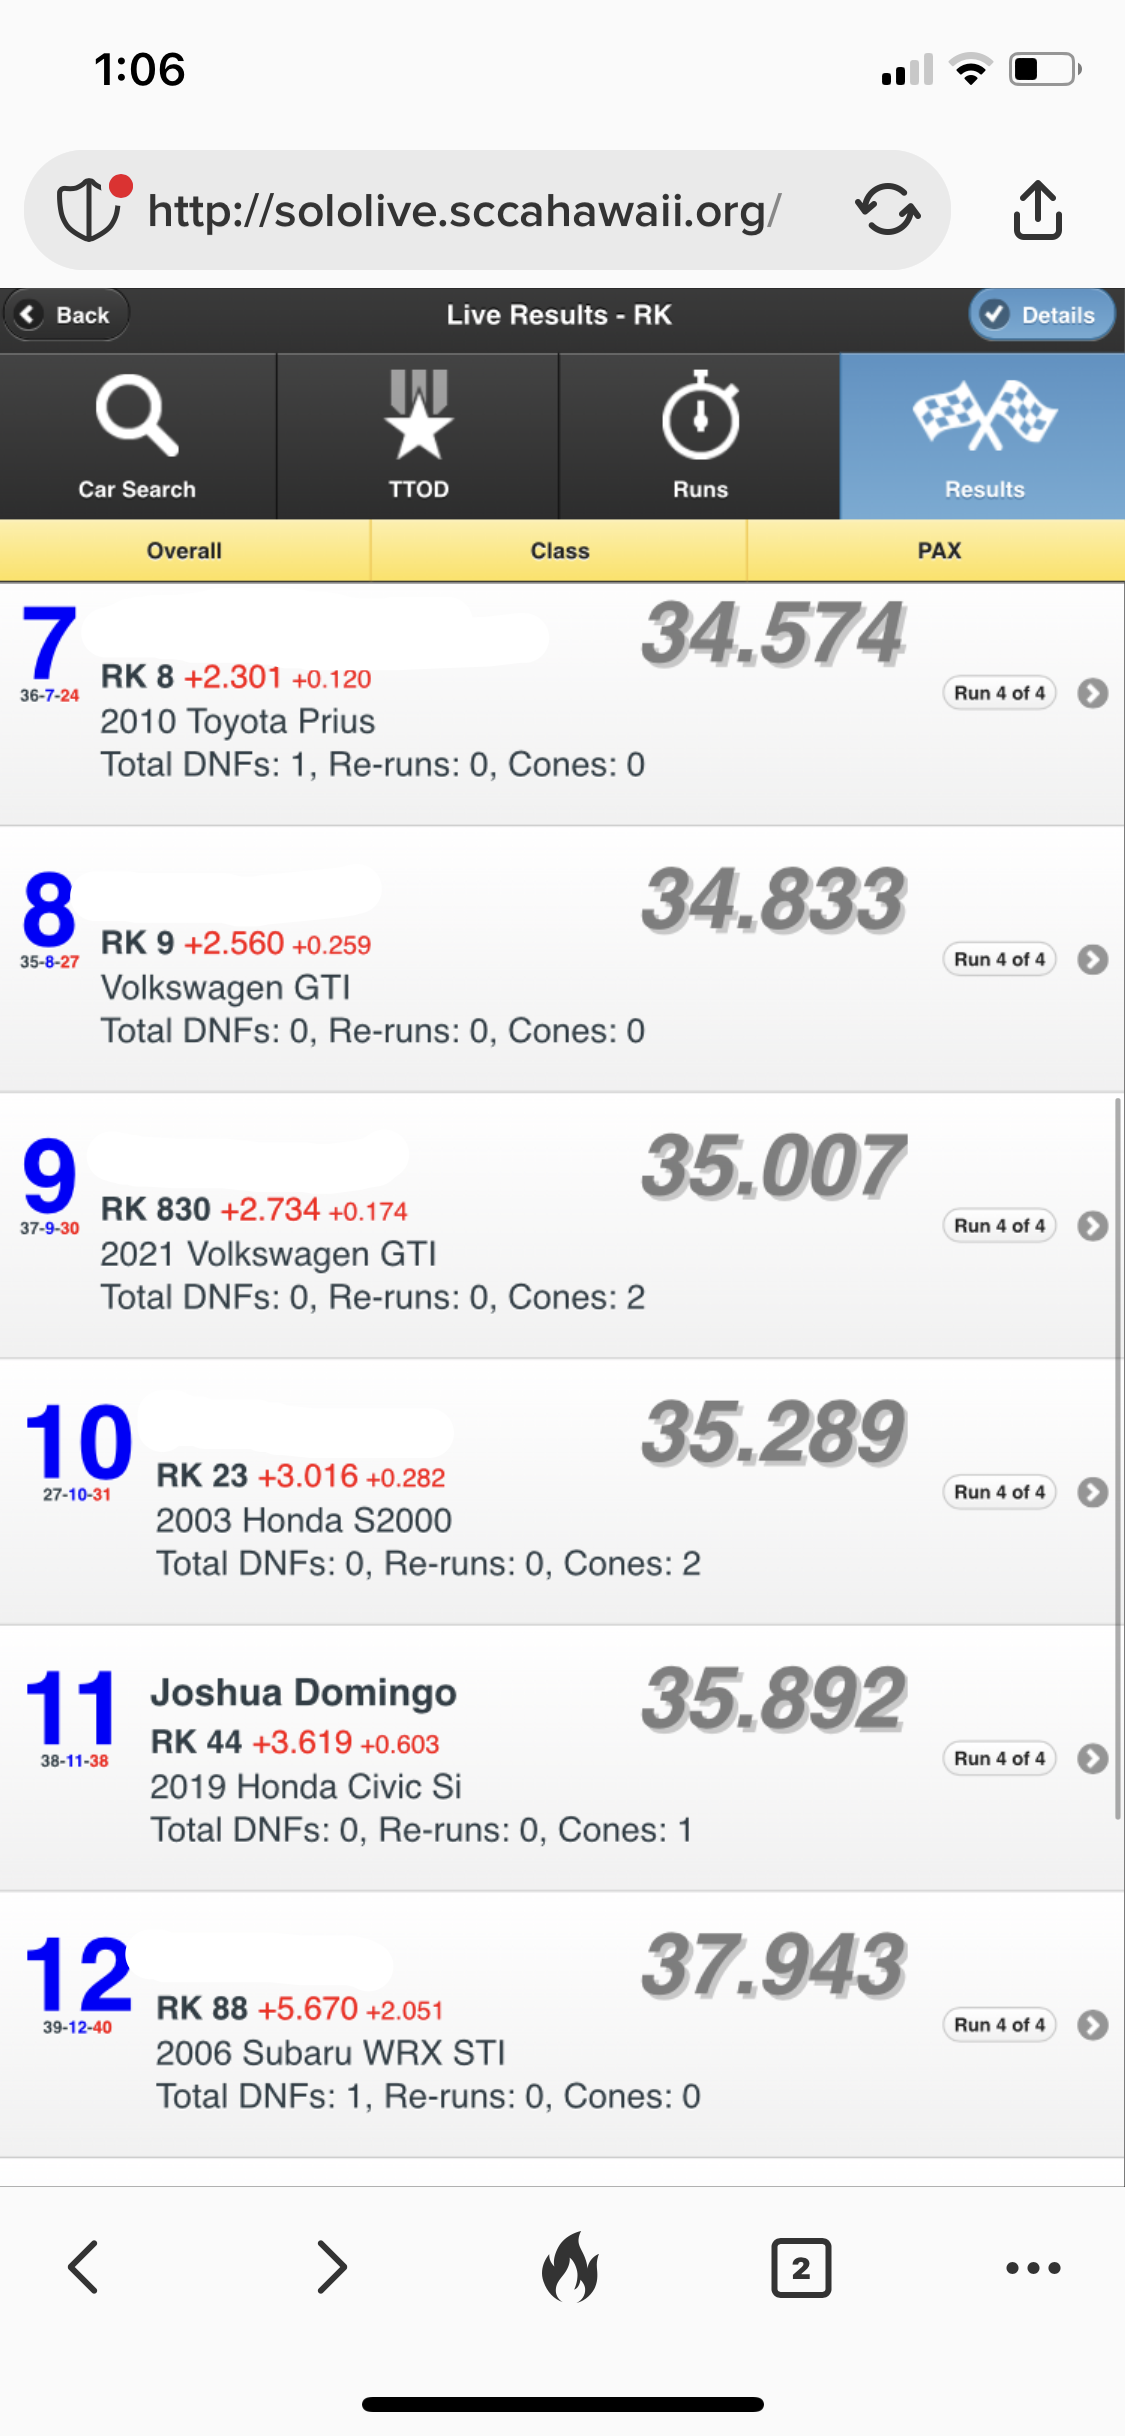 1:06
http://sololive.sccahawaii.org/
Back
Live Results - RK
Details
Car Search
TTOD
Runs
Results
Overall
Class
PAX
7
34.574
RK 8 +2.301 +0.120
36-7-24
Run 4 of 4
2010 Toyota Prius
Total DNFs: 1, Re-runs: 0, Cones: 0
8
34.833
RK 9 +2.560 +0.259
35-8-27
Run 4 of 4
Volkswagen GTI
Total DNFs: 0, Re-runs: 0, Cones: 0
9
35.007
RK 830 +2.734 +0.174
37-9-30
Run 4 of 4
2021 Volkswagen GTI
Total DNFs: 0, Re-runs: 0, Cones: 2
10
35.289
RK 23 +3.016 +0.282
27-10-31
Run 4 of 4
2003 Honda S2000
Total DNFs: 0, Re-runs: 0, Cones: 2
11
Joshua Domingo
35.892
RK 44 +3.619 +0.603
38-11-38
Run 4 of 4
2019 Honda Civic Si
Total DNFs: 0, Re-runs: 0, Cones: 1
12
37.943
RK 88 +5.670 +2.051
39-12-40
Run 4 of 4
2006 Subaru WRX STI
Total DNFs: 1, Re-runs: 0, Cones: 0
2